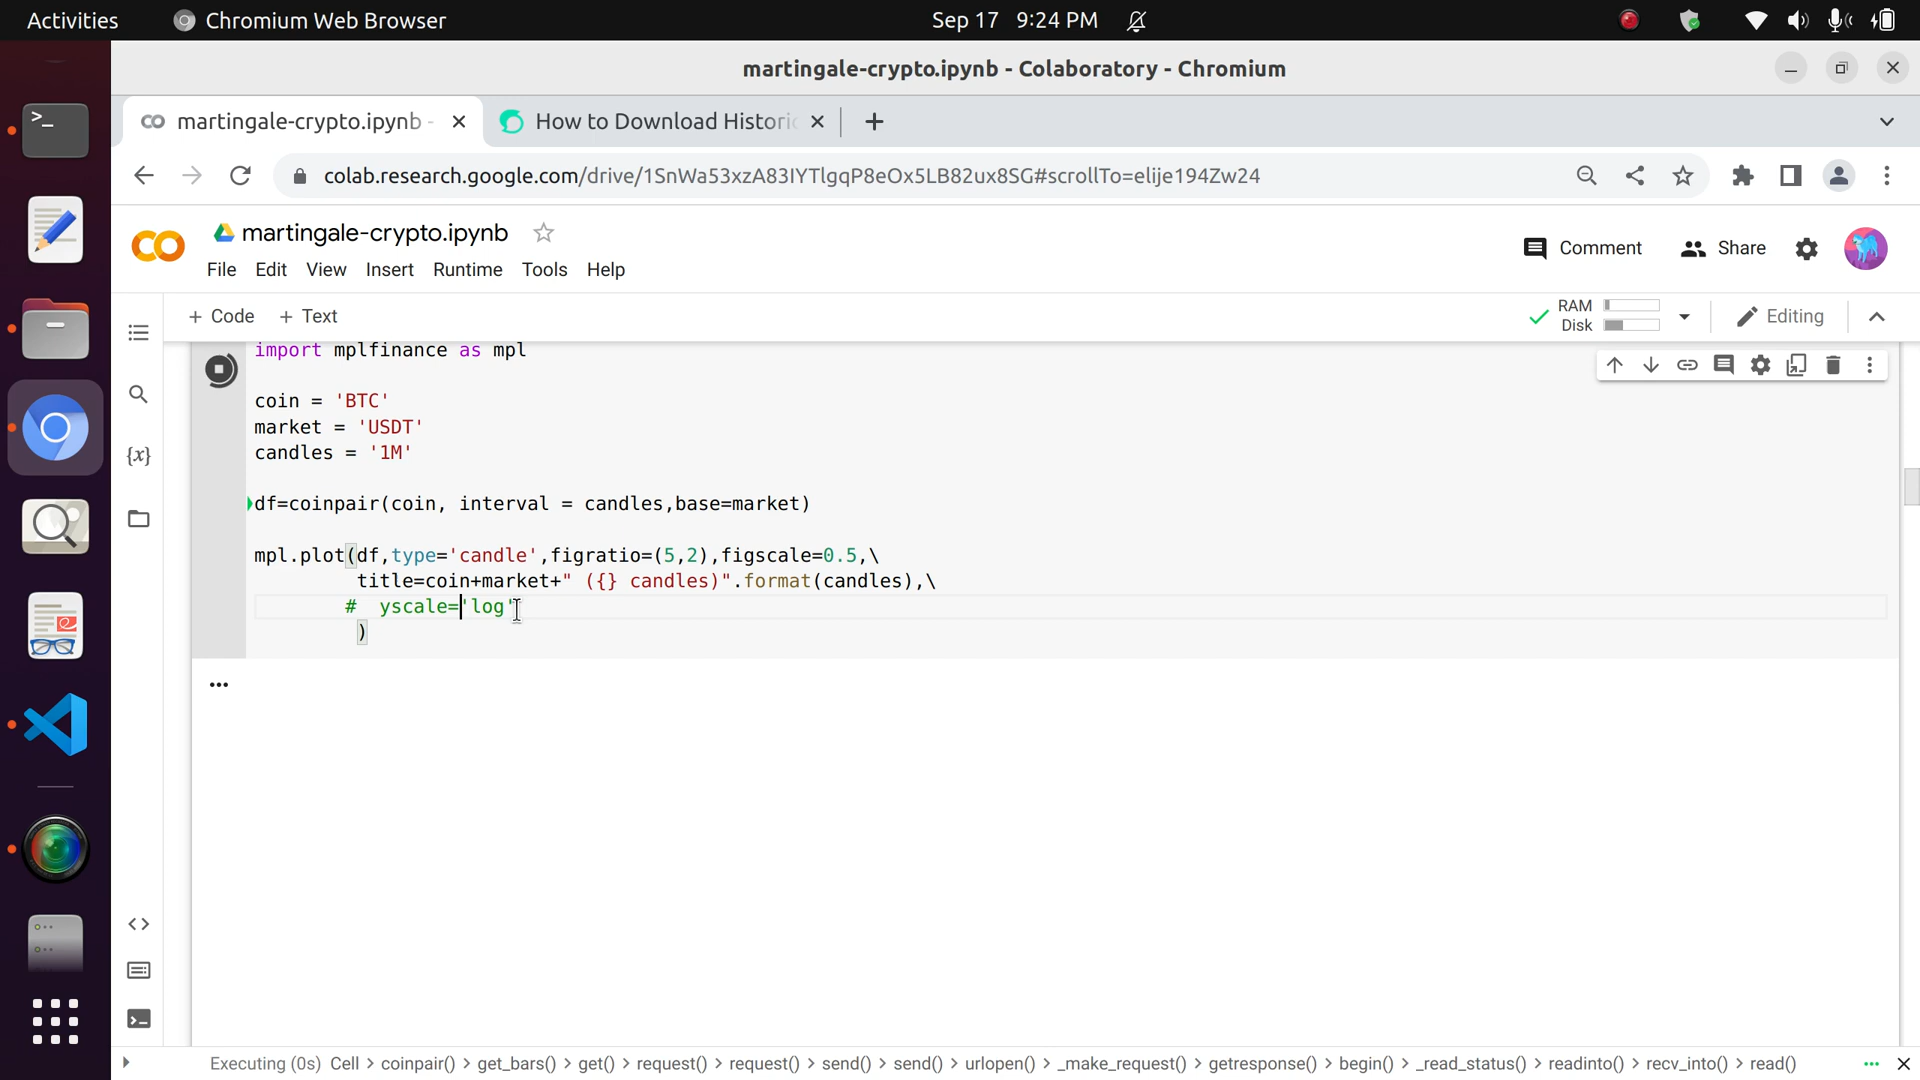 Activities Chromium Web Browser Sep 17 9:24 PM
martingale-crypto.ipynb - Colaboratory - Chromium
martingale-crypto.ipynb - How to Download Historic
colab.research.google.com/drive/1SnWa53xzA83IYTlgqP8eOx5LB82ux8SG#scrollTo=elije194Zw24
martingale-crypto.ipynb
Comment Share
File Edit View Insert Runtime Tools Help
+ Code + Text RAM Disk Editing
import mplfinance as mpl
coin = 'BTC'
market = 'USDT'
candles = '1M'
df=coinpair(coin, interval = candles,base=market)
mpl.plot(df,type='candle',figratio=(5,2),figscale=0.5,\
title=coin+market+" ({} candles)".format(candles),\
# yscale='log'
)
...
Executing (0s) Cell > coinpair() > get_bars() > get() > request() > request() > send() > send() > urlopen() > _make_request() > getresponse() > begin() > _read_status() > readinto() > recv_into() > read() ...